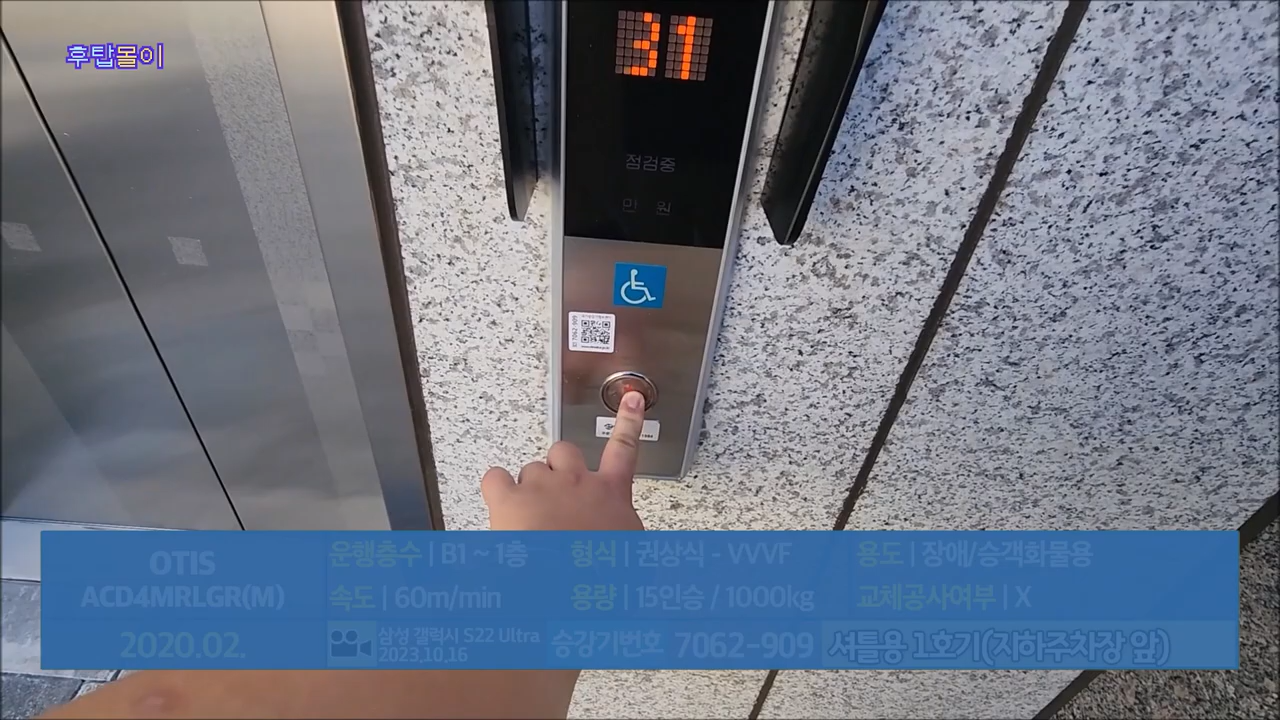 후탑몰이
31
점검중
만 원
OTIS
ACD4MRLGR(M)
2020.02.
운행층수 | B1 ~ 1층
형식 | 권상식 - VVVF
용도 | 장애/승객화물용
속도 | 60m/min
용량 | 15인승 / 1000kg
교체공사여부 | X
삼성 갤럭시 S22 Ultra
2023.10.16
승강기번호 7062-909
셔틀용 1호기(지하주차장 앞)